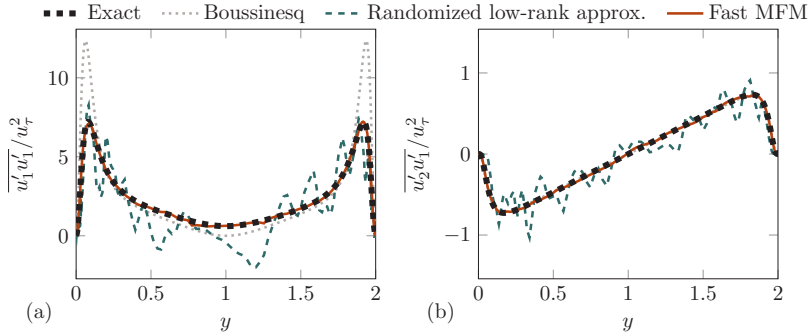 Exact Boussinesq Randomized low-rank approx. Fast MFM
10
5
0
0
0.5
1
1.5
2
y
(a)
$\overline{u_1'u_1'}/u_\tau^2$
1
0
−1
0
0.5
1
1.5
2
y
(b)
$\overline{u_2'u_1'}/u_\tau^2$